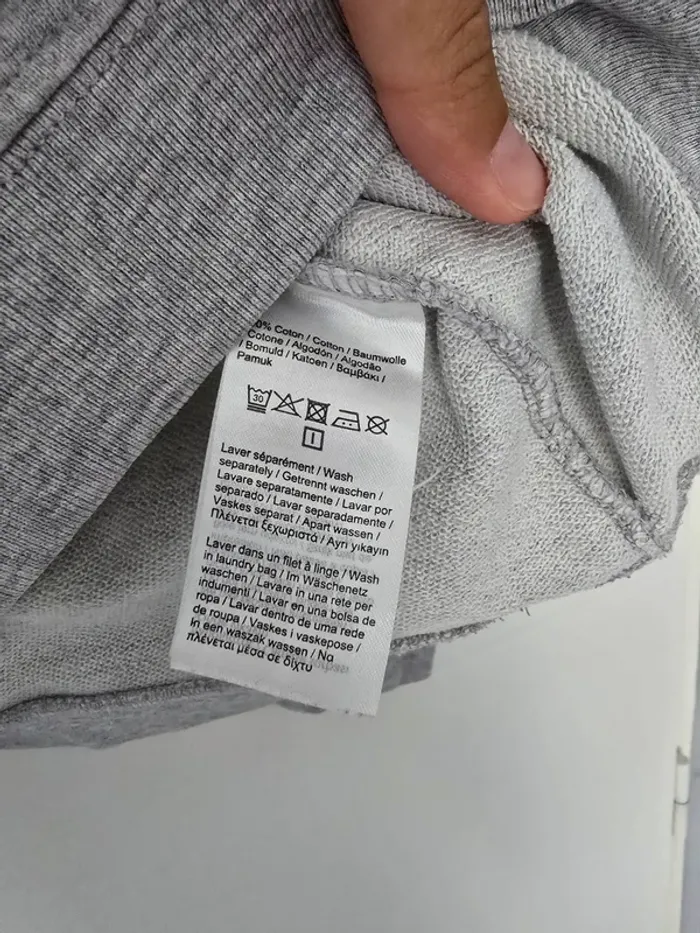 0% Coton / Cotton / Baumwolle
Cotone / Algodón / Algodão
/ Bomuld / Katoen / Βαμβάκι /
Pamuk
30
Laver séparément / Wash
separately / Getrennt waschen /
Lavare separatamente / Lavar por
separado / Lavar separadamente /
Vaskes separat / Apart wassen /
Πλένεται ξεχωριστά / Ayrı yıkayın
Laver dans un filet à linge / Wash
in laundry bag / Im Wäschenetz
waschen / Lavare in una rete per
indumenti / Lavar en una bolsa de
ropa / Lavar dentro de uma rede
de roupa / Vaskes i vaskepose /
In een waszak wassen / Να
πλένεται μέσα σε δίχτυ